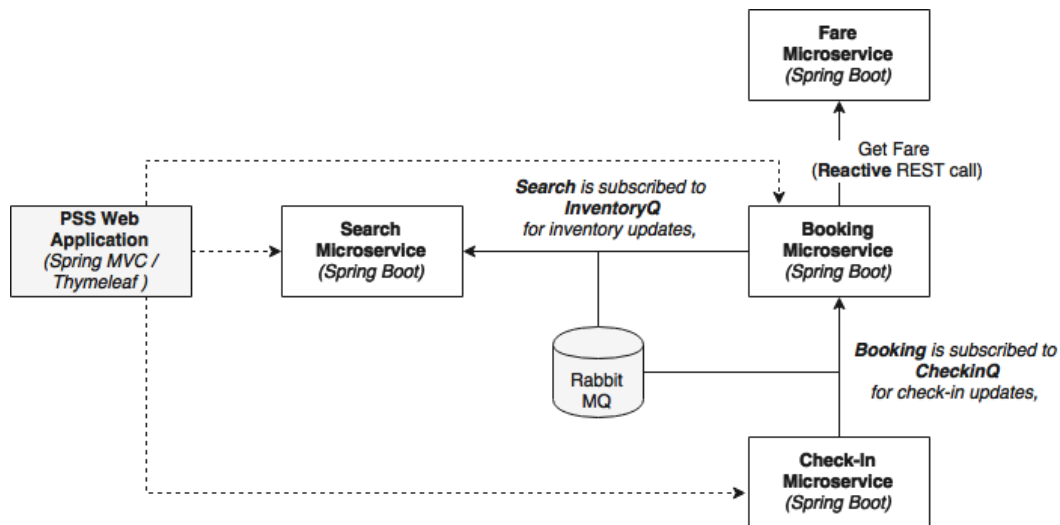 Fare
Microservice
(Spring Boot)
Get Fare
(Reactive REST call)
Search is subscribed to
InventoryQ
for inventory updates,
PSS Web
Application
(Spring MVC /
Thymeleaf )
Search
Microservice
(Spring Boot)
Booking
Microservice
(Spring Boot)
Rabbit
MQ
Booking is subscribed to
CheckinQ
for check-in updates,
Check-In
Microservice
(Spring Boot)